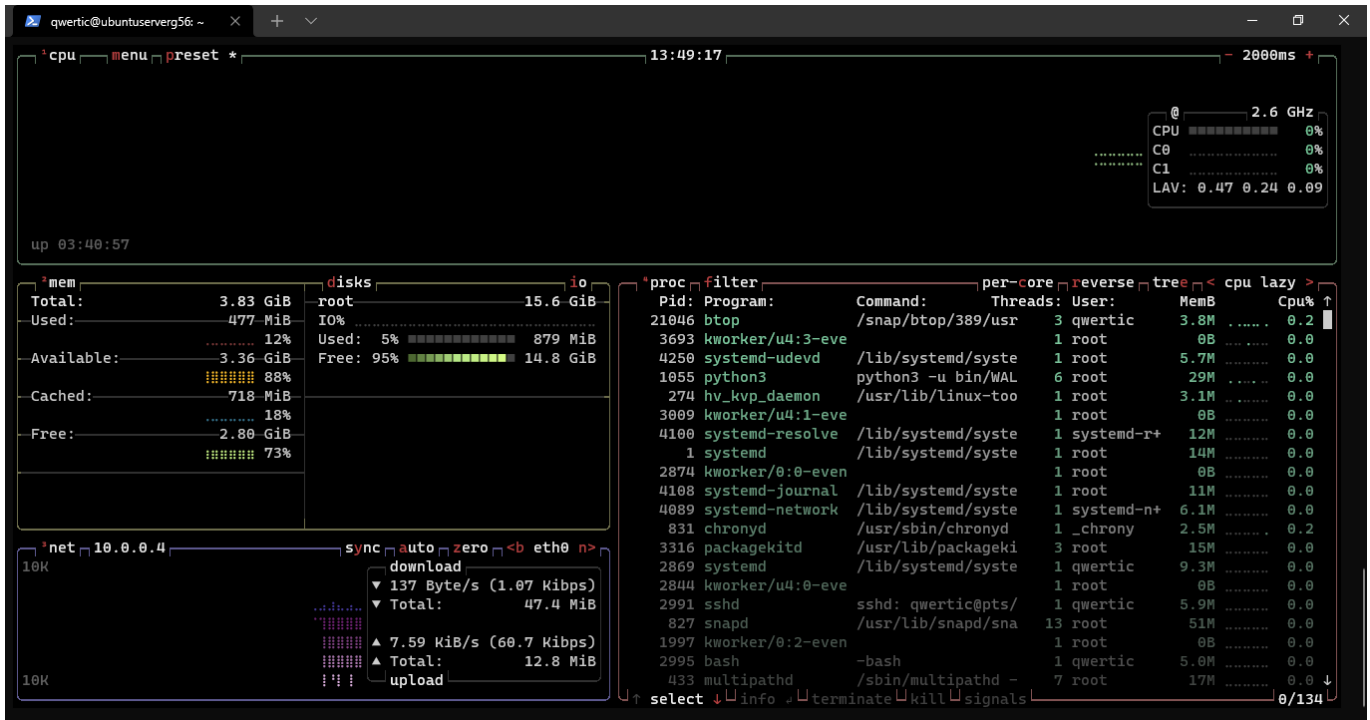 qwertic@ubuntuserverg56: ~
¹cpu menu preset * 13:49:17 - 2000ms +
@ 2.6 GHz
CPU 0%
C0 0%
C1 0%
LAV: 0.47 0.24 0.09
up 03:40:57
²mem
Total: 3.83 GiB
Used: 477 MiB
12%
Available: 3.36 GiB
88%
Cached: 718 MiB
18%
Free: 2.80 GiB
73%
disks io
root 15.6 GiB
IO%
Used: 5% 879 MiB
Free: 95% 14.8 GiB
³net 10.0.0.4 sync auto zero <b eth0 n>
10K
download
▼ 137 Byte/s (1.07 Kibps)
▼ Total: 47.4 MiB
▲ 7.59 KiB/s (60.7 Kibps)
▲ Total: 12.8 MiB
10K
upload
⁴proc filter per-core reverse tree < cpu lazy >
Pid: Program: Command: Threads: User: MemB Cpu% ↑
21046 btop /snap/btop/389/usr 3 qwertic 3.8M 0.2
3693 kworker/u4:3-eve 1 root 0B 0.0
4250 systemd-udevd /lib/systemd/syste 1 root 5.7M 0.0
1055 python3 python3 -u bin/WAL 6 root 29M 0.0
274 hv_kvp_daemon /usr/lib/linux-too 1 root 3.1M 0.0
3009 kworker/u4:1-eve 1 root 0B 0.0
4100 systemd-resolve /lib/systemd/syste 1 systemd-r+ 12M 0.0
1 systemd /lib/systemd/syste 1 root 14M 0.0
2874 kworker/0:0-even 1 root 0B 0.0
4108 systemd-journal /lib/systemd/syste 1 root 11M 0.0
4089 systemd-network /lib/systemd/syste 1 systemd-n+ 6.1M 0.0
831 chronyd /usr/sbin/chronyd 1 _chrony 2.5M 0.2
3316 packagekitd /usr/lib/packageki 3 root 15M 0.0
2869 systemd /lib/systemd/syste 1 qwertic 9.3M 0.0
2844 kworker/u4:0-eve 1 root 0B 0.0
2991 sshd sshd: qwertic@pts/ 1 qwertic 5.9M 0.0
827 snapd /usr/lib/snapd/sna 13 root 51M 0.0
1997 kworker/0:2-even 1 root 0B 0.0
2995 bash -bash 1 qwertic 5.0M 0.0
433 multipathd /sbin/multipathd - 7 root 17M 0.0 ↓
↑ select ↓ info ↲ terminate kill signals 0/134